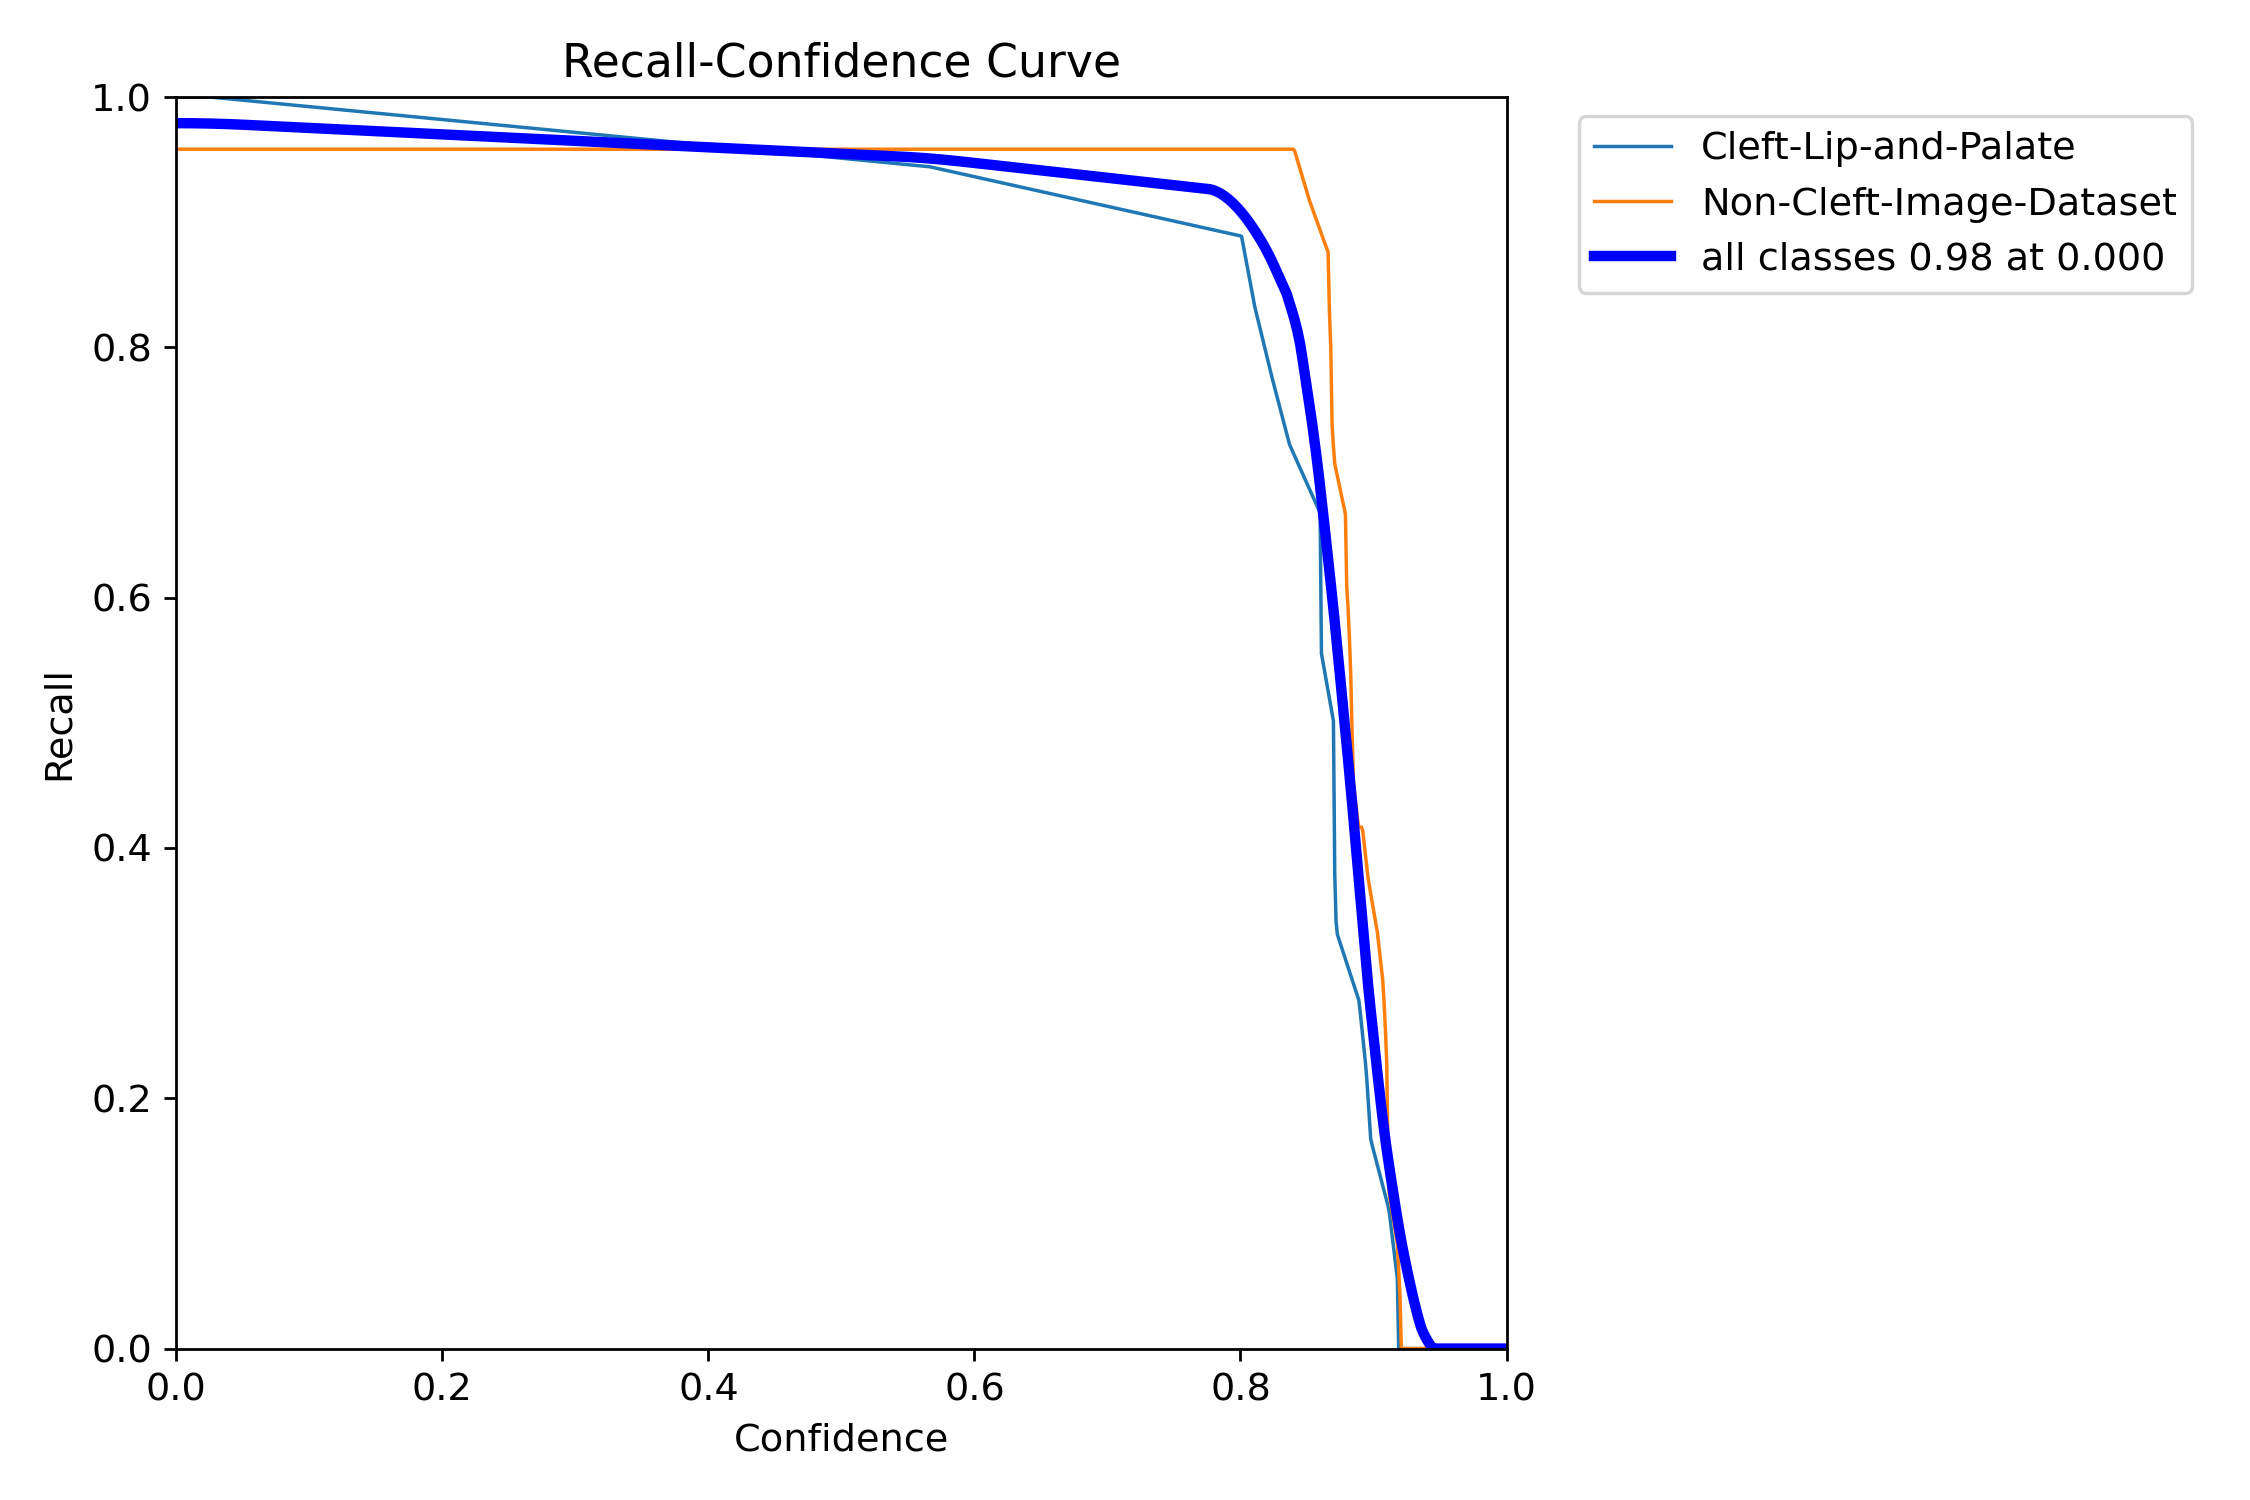 Recall-Confidence Curve
1.0
0.8
0.6
0.4
0.2
0.0
Recall
0.0 0.2 0.4 0.6 0.8 1.0
Confidence
Cleft-Lip-and-Palate
Non-Cleft-Image-Dataset
all classes 0.98 at 0.000